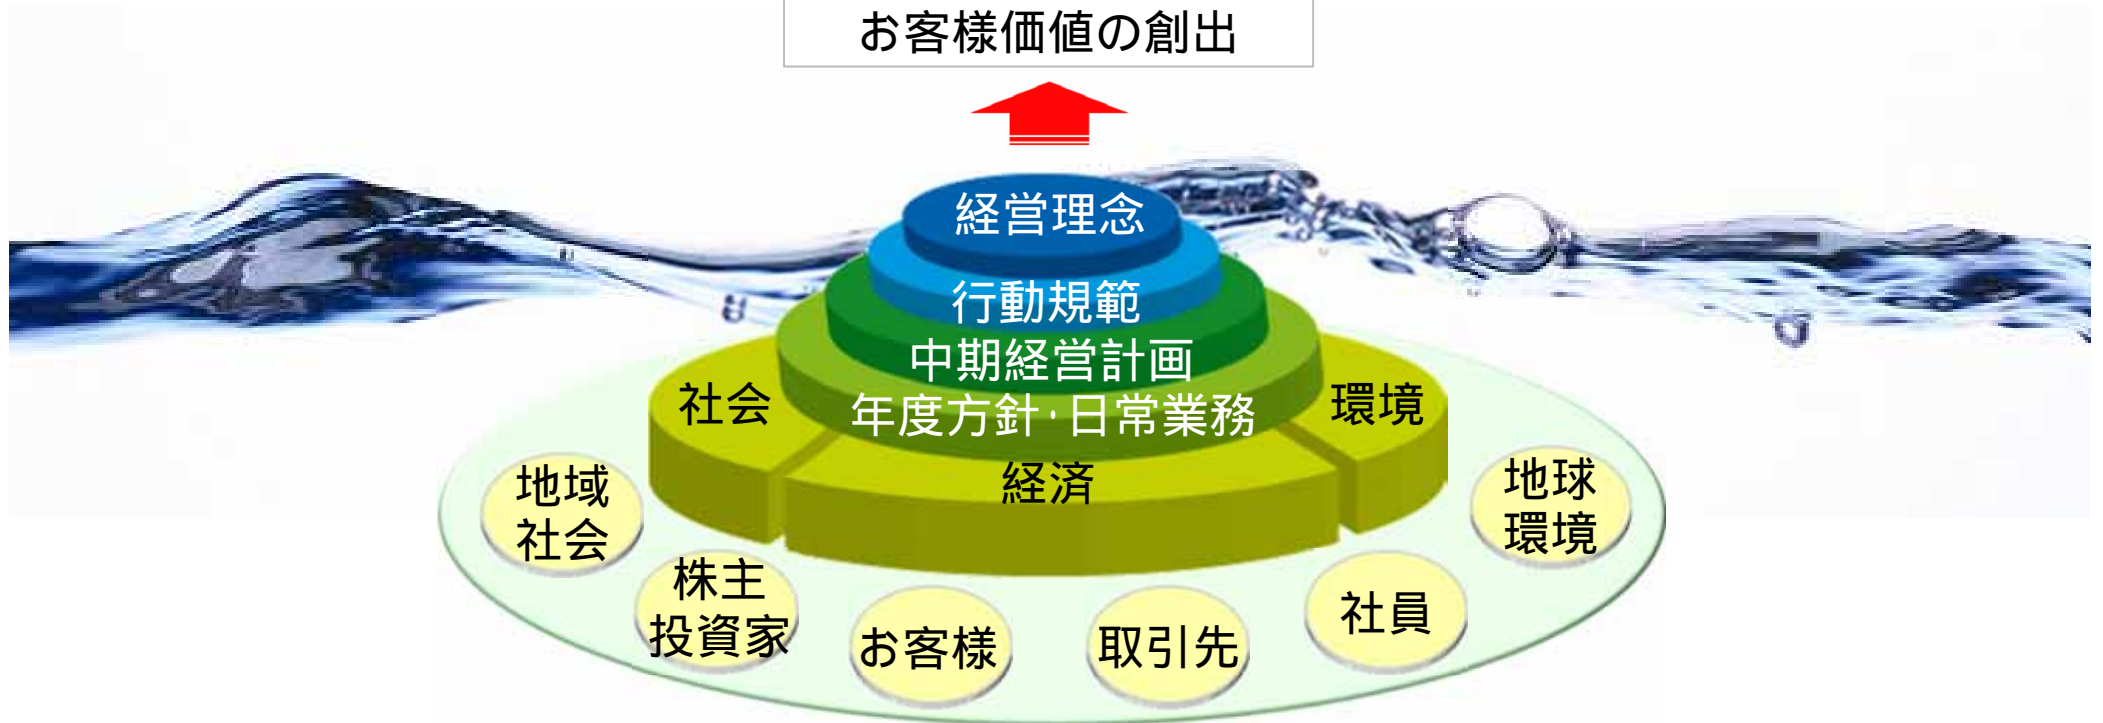 お客様価値の創出
経営理念
行動規範
中期経営計画
年度方針・日常業務
社会
環境
経済
地域
社会
株主
投資家
お客様
取引先
社員
地球
環境